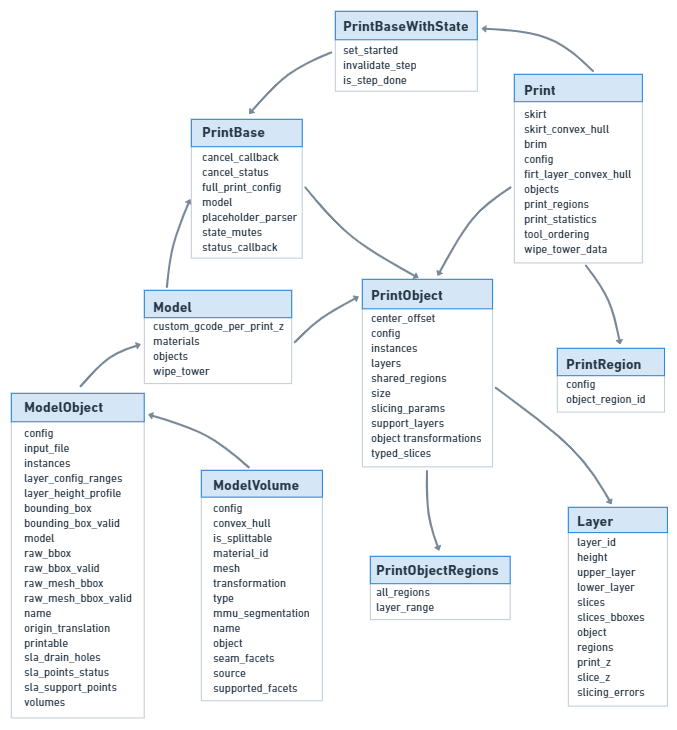 PrintBaseWithState
set_started
invalidate_step
is_step_done
Print
skirt
skirt_convex_hull
brim
config
firt_layer_convex_hull
objects
print_regions
print_statistics
tool_ordering
wipe_tower_data
PrintBase
cancel_callback
cancel_status
full_print_config
model
placeholder_parser
state_mutes
status_callback
Model
custom_gcode_per_print_z
materials
objects
wipe_tower
PrintObject
center_offset
config
instances
layers
shared_regions
size
slicing_params
support_layers
object transformations
typed_slices
PrintRegion
config
object_region_id
ModelObject
config
input_file
instances
layer_config_ranges
layer_height_profile
bounding_box
bounding_box_valid
model
raw_bbox
raw_bbox_valid
raw_mesh_bbox
raw_mesh_bbox_valid
name
origin_translation
printable
sla_drain_holes
sla_points_status
sla_support_points
volumes
ModelVolume
config
convex_hull
is_splittable
material_id
mesh
transformation
type
mmu_segmentation
name
object
seam_facets
source
supported_facets
PrintObjectRegions
all_regions
layer_range
Layer
layer_id
height
upper_layer
lower_layer
slices
slices_bboxes
object
regions
print_z
slice_z
slicing_errors